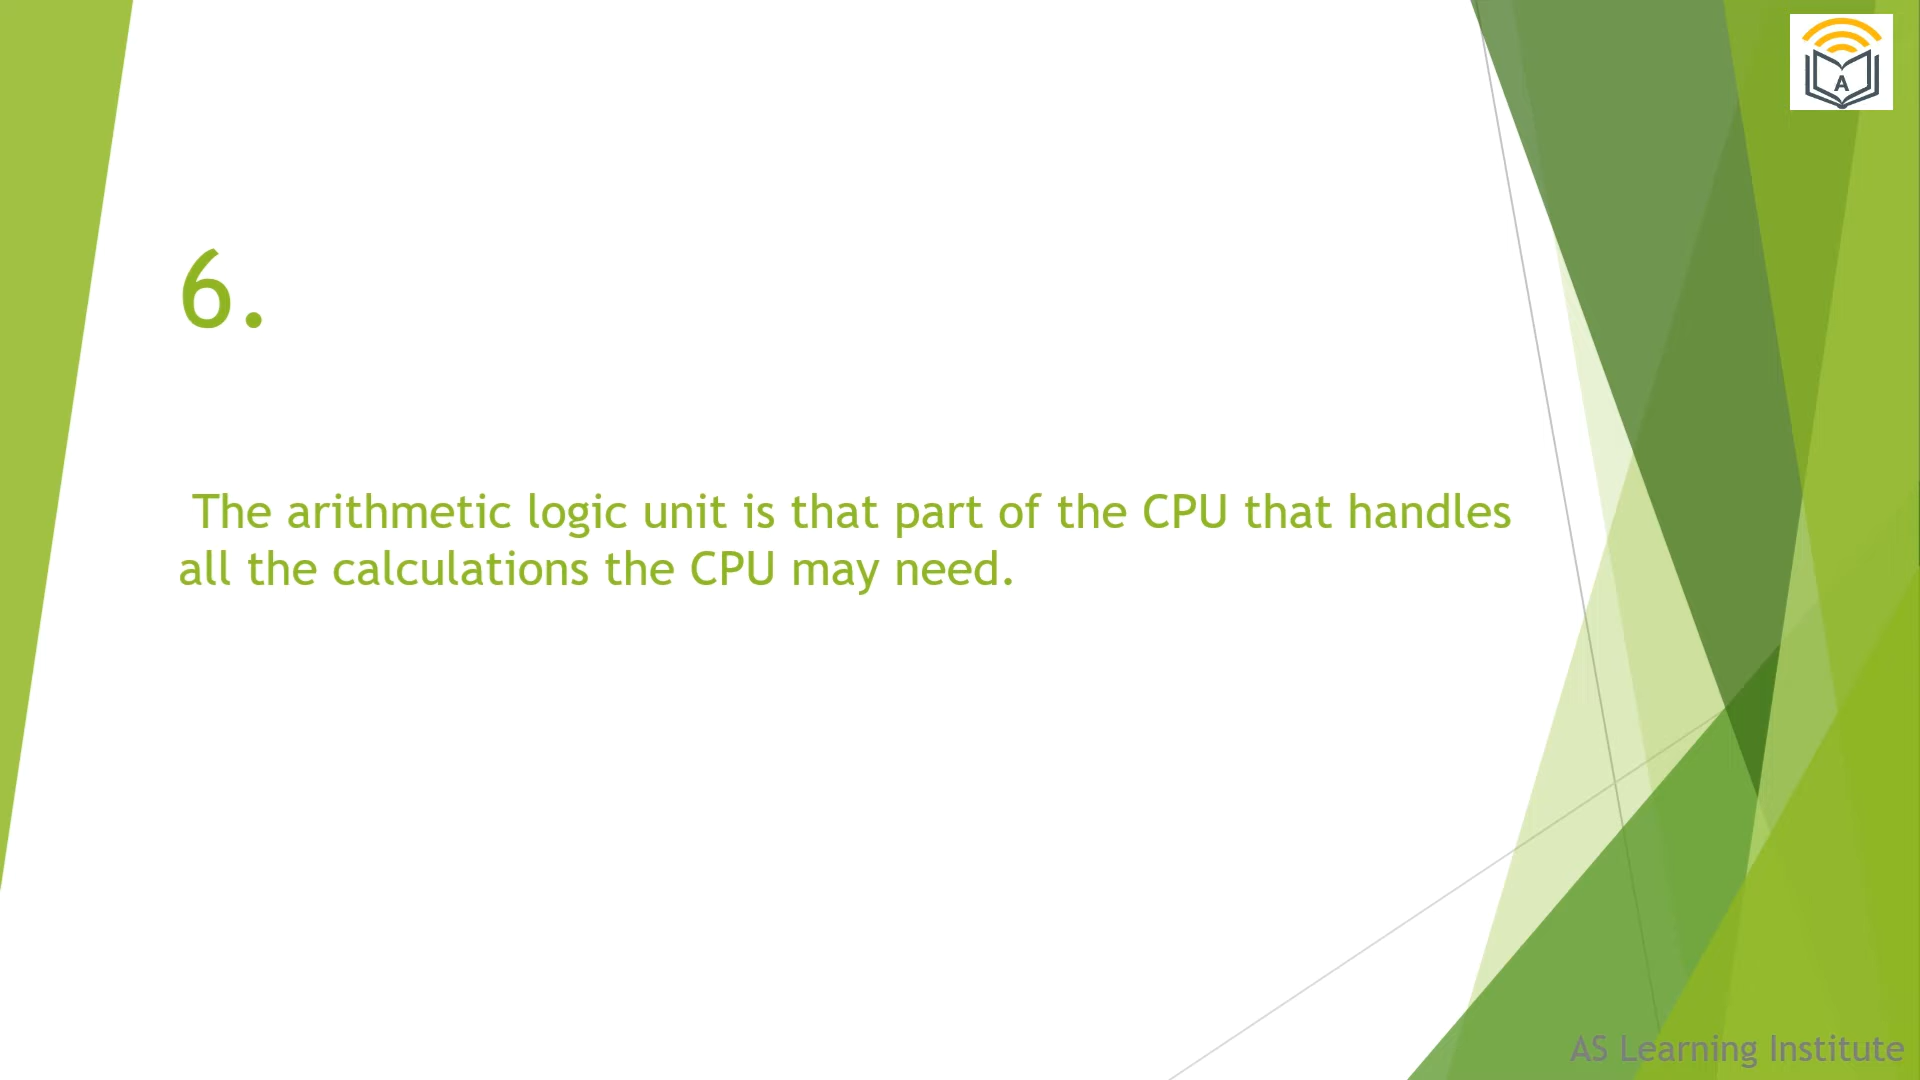 A
6.
The arithmetic logic unit is that part of the CPU that handles
all the calculations the CPU may need.
AS Learning Institute